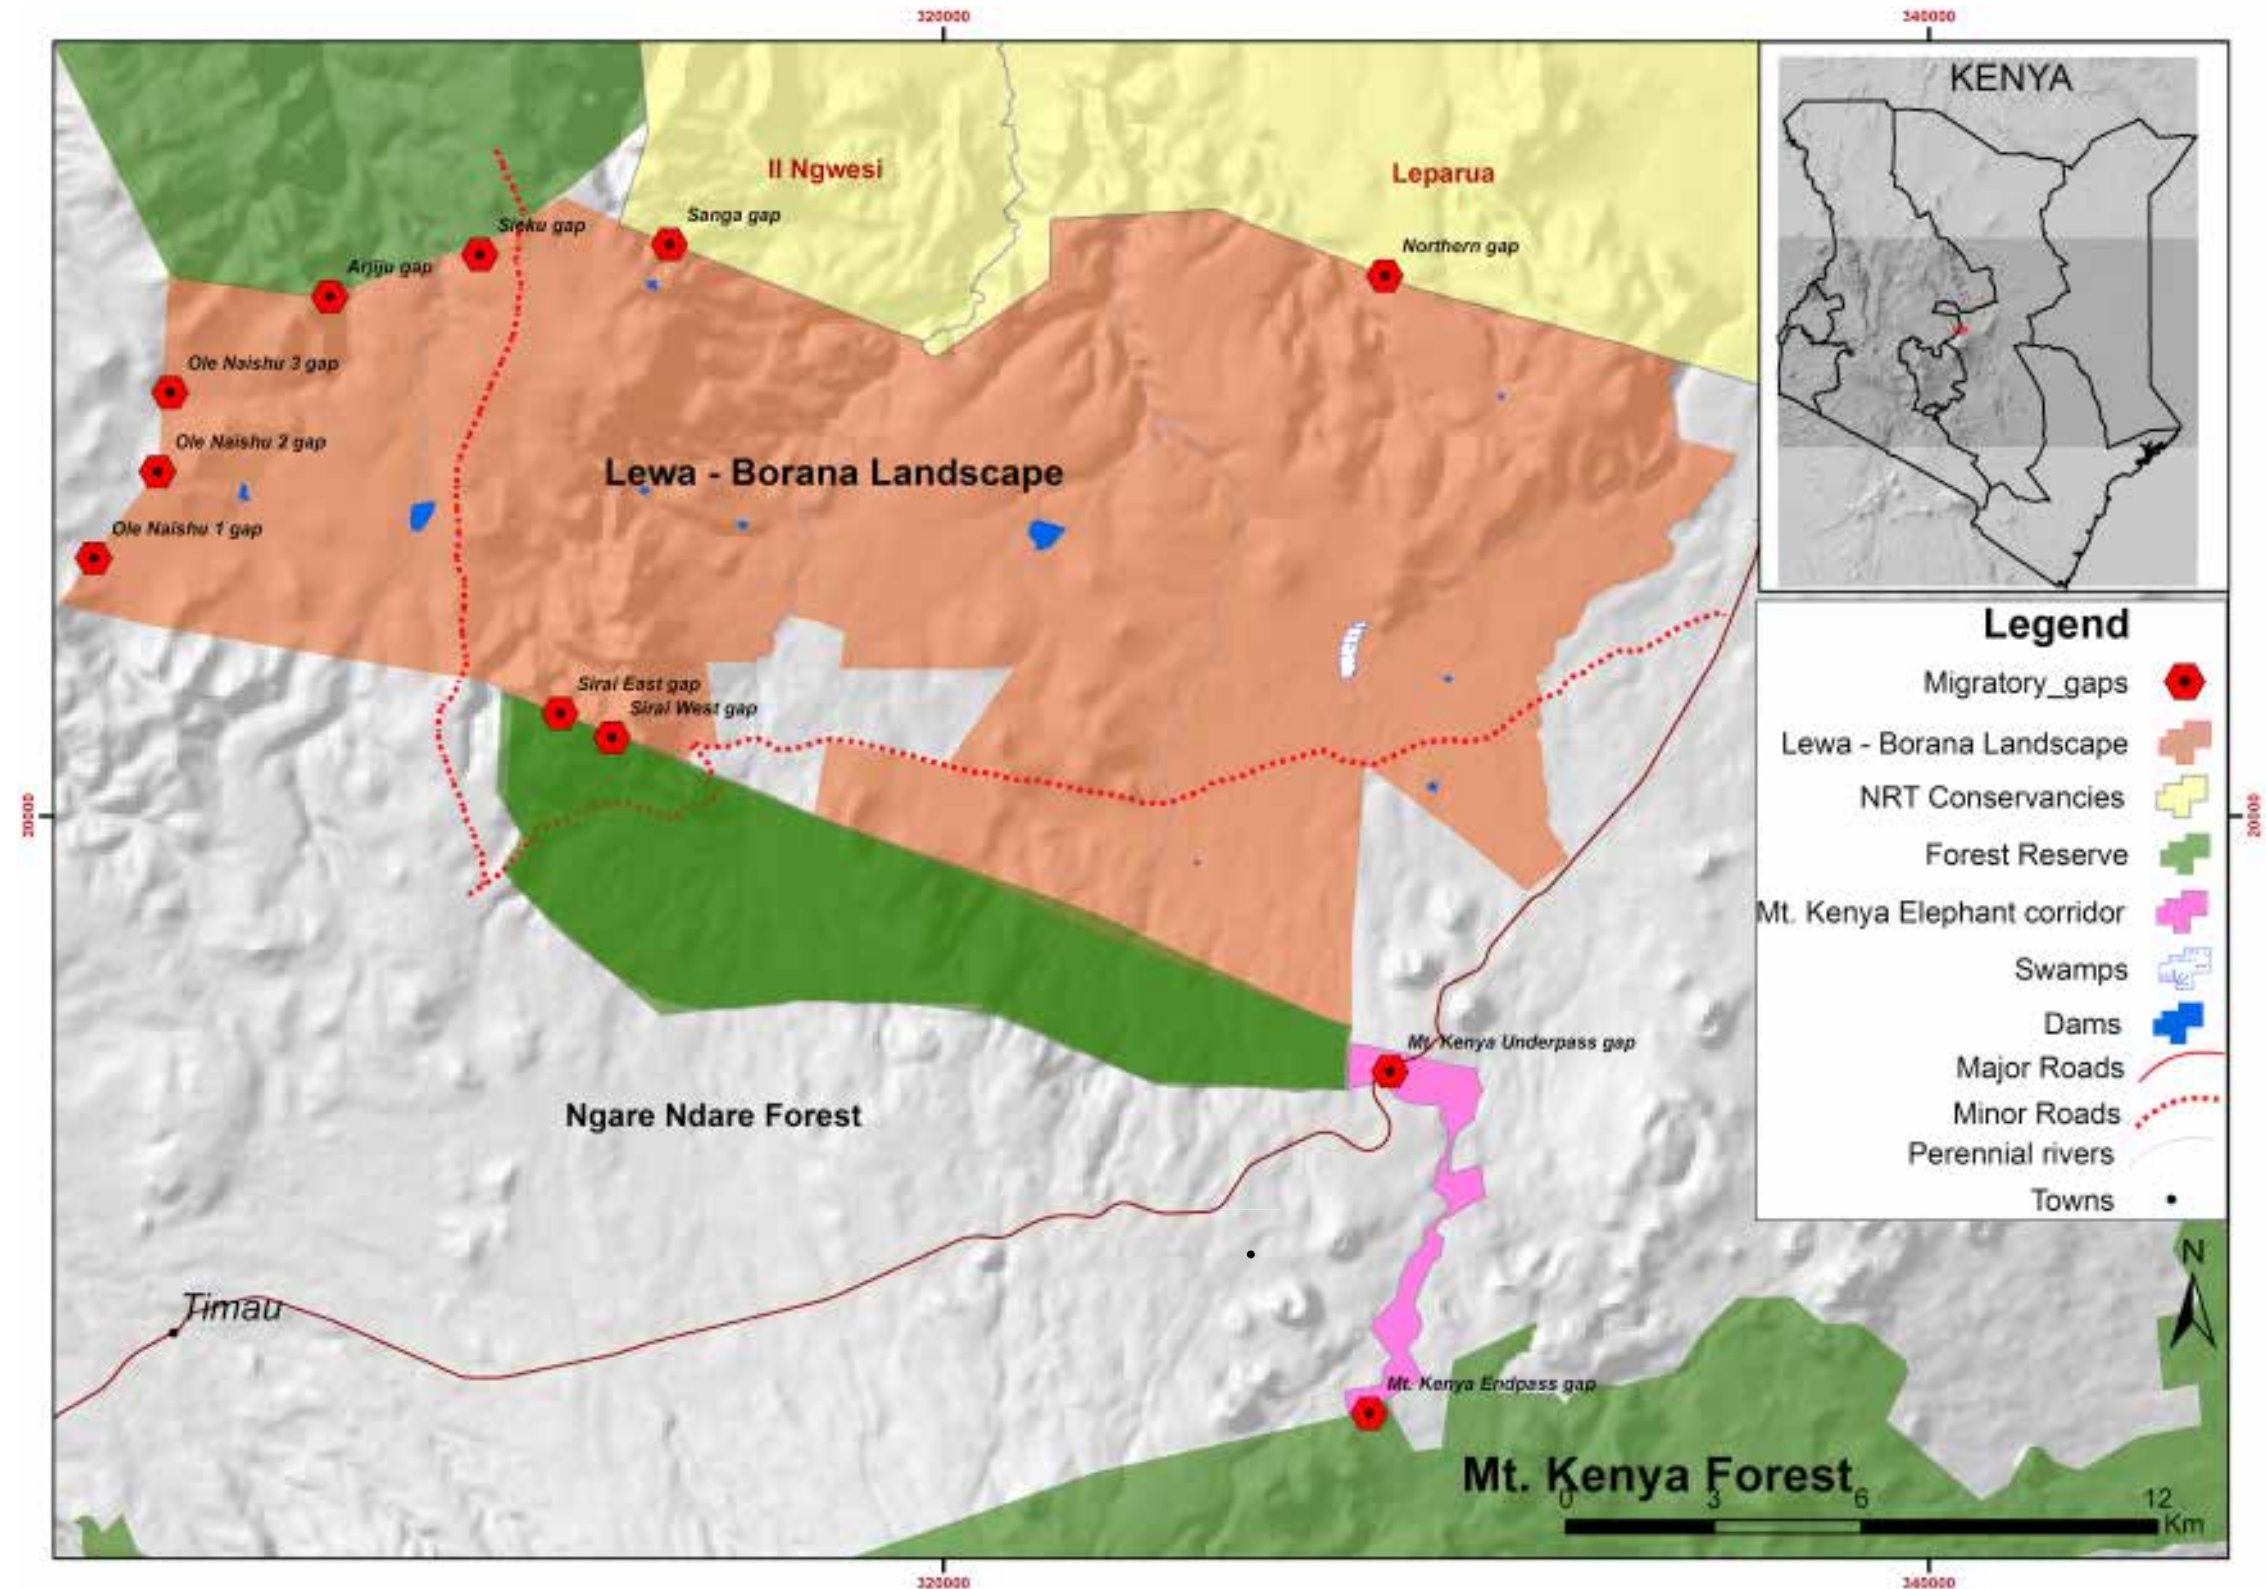 320000
340000
KENYA
Il Ngwesi
Leparua
Sanga gap
Sieku gap
Northern gap
Arjiju gap
Ole Naishu 3 gap
Ole Naishu 2 gap
Lewa - Borana Landscape
Ole Naishu 1 gap
Legend
Migratory_gaps
Lewa - Borana Landscape
NRT Conservancies
Forest Reserve
Mt. Kenya Elephant corridor
Swamps
Dams
Major Roads
Minor Roads
Perennial rivers
Towns
Sirai East gap
Sirai West gap
20000
20000
Mt. Kenya Underpass gap
Ngare Ndare Forest
N
Timau
Mt. Kenya Endpass gap
Mt. Kenya Forest
0 3 6 12
Km
320000
340000